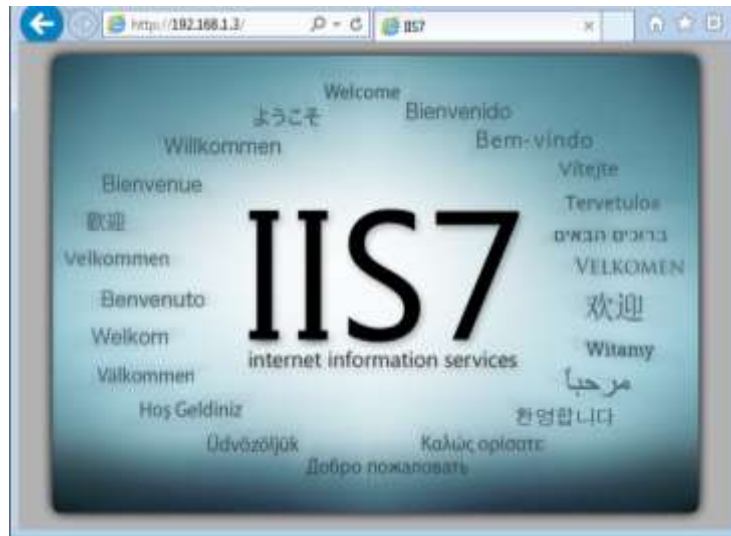 http://192.168.1.3/
IIS7
Welcome
ようこそ
Bienvenido
Willkommen
Bem-vindo
Vítejte
Bienvenue
Tervetuloa
歡迎
ברוכים הבאים
Velkommen
VELKOMEN
Benvenuto
欢迎
IIS7
Welkom
internet information services
Witamy
Välkommen
مرحباً
Hoş Geldiniz
환영합니다
Üdvözöljük
Καλώς ορίσατε
Добро пожаловать